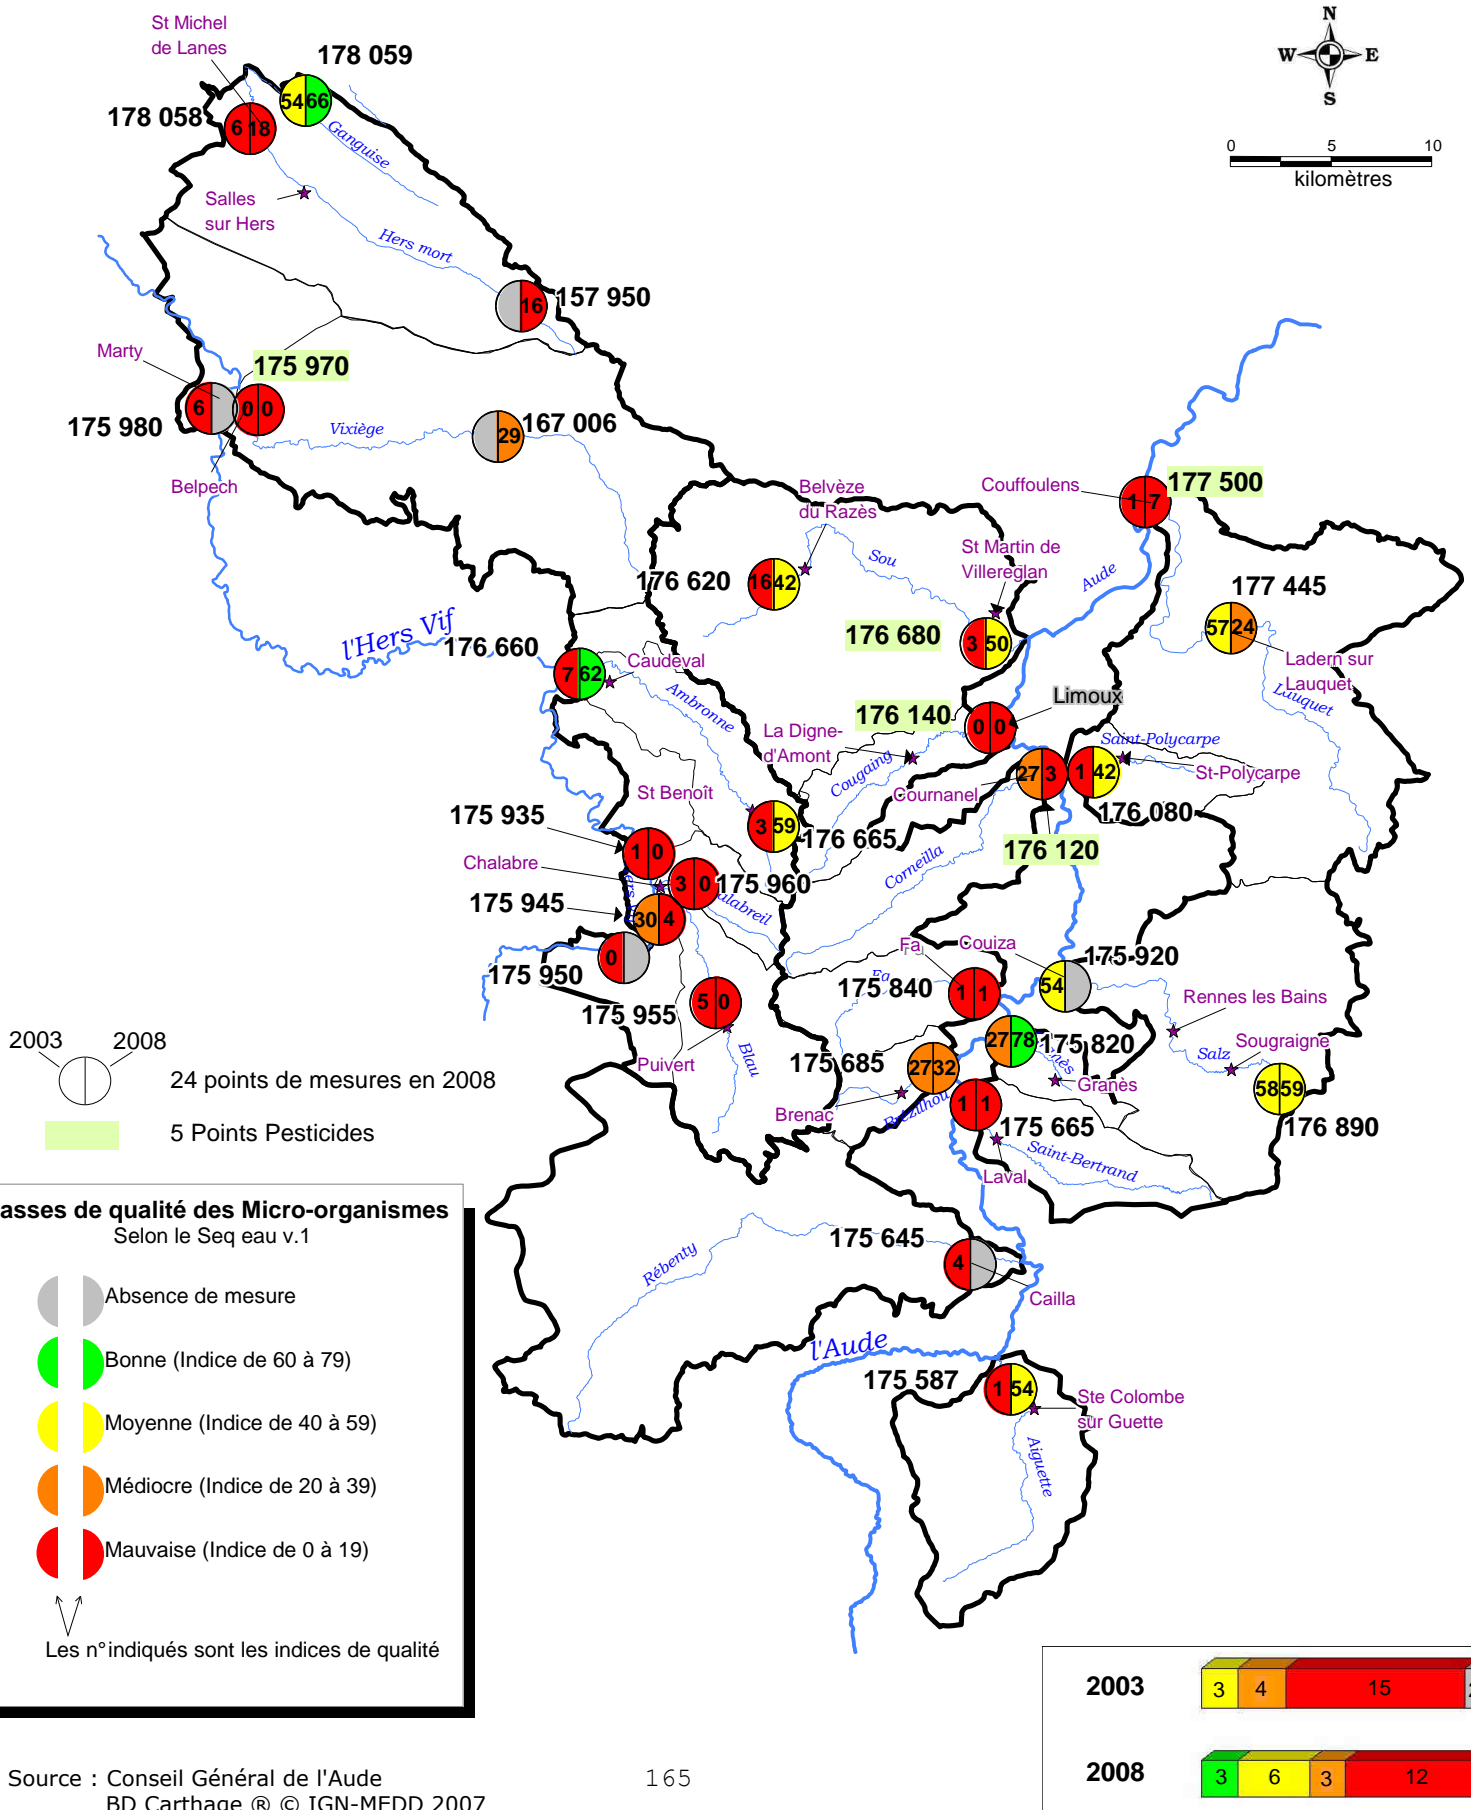 St Michel
de Lanes
178 059
54 66
178 058
6 18
Ganguise
N
W E
S
0 5 10
kilomètres
Salles
sur Hers
Hers mort
16
157 950
Marty
175 970
6
0 0
175 980
Vixiège
29
167 006
Belpech
Belvèze
du Razès
Couffoulens
1 7
177 500
Sou
St Martin de
Villereglan
Aude
176 620
16 42
177 445
57 24
176 680
3 50
l'Hers Vif
176 660
7 62
Caudeval
Ambronne
Ladern sur
Lauquet
Lauquet
Limoux
176 140
0 0
La Digne-
d'Amont
Cougaing
Saint-Polycarpe
St-Polycarpe
Cournanel
27 3
1 42
176 080
St Benoît
175 935
3 59
176 665
176 120
1 0
Chalabre
3 0
175 960
Corneilla
alabreil
175 945
30 4
Fa
Couiza
175 920
0
175 950
175 840
1 1
54
Rennes les Bains
5 0
175 955
27 78
175 820
Sougraigne
Salz
2003 2008
24 points de mesures en 2008
Puivert
Blau
175 685
27 32
Granès
58 59
176 890
Brenac
Brézilhou
1 1
175 665
5 Points Pesticides
Saint-Bertrand
Laval
asses de qualité des Micro-organismes
Selon le Seq eau v.1
175 645
4
Rébenty
Cailla
Absence de mesure
Bonne (Indice de 60 à 79)
l'Aude
175 587
1 54
Ste Colombe
sur Guette
Moyenne (Indice de 40 à 59)
Aiguette
Médiocre (Indice de 20 à 39)
Mauvaise (Indice de 0 à 19)
Les n° indiqués sont les indices de qualité
2003 3 4 15
2008 3 6 3 12
Source : Conseil Général de l'Aude
BD Carthage ® © IGN-MEDD 2007
165